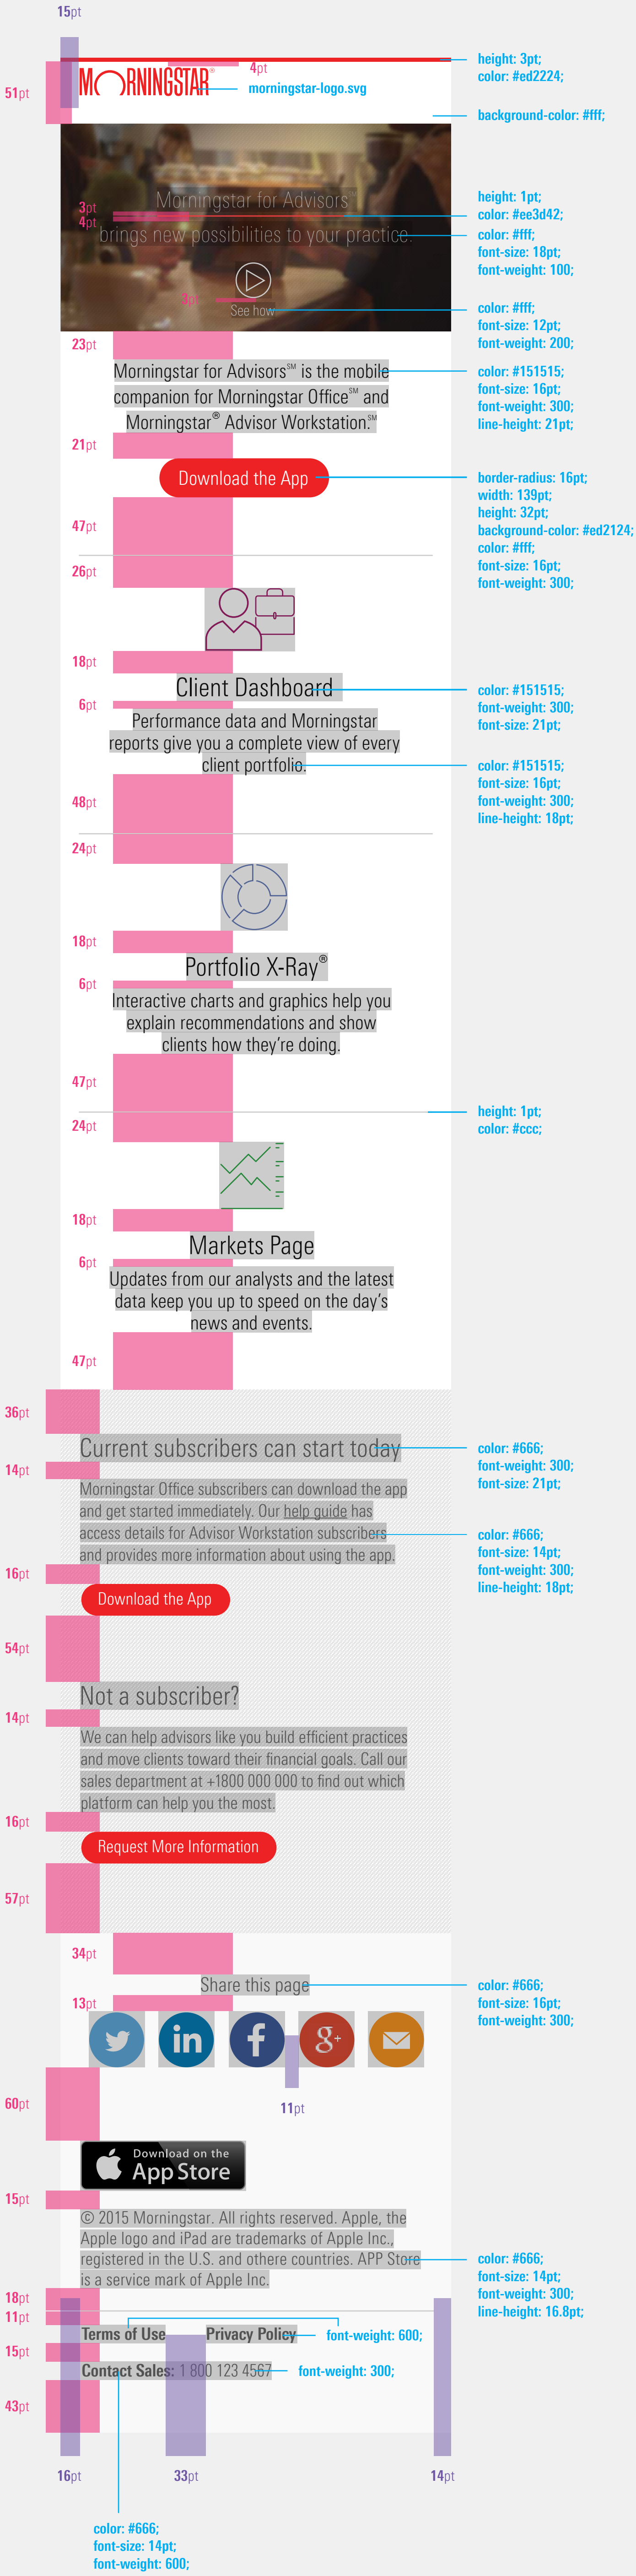 15pt
height: 3pt;
color: #ed2224;
4pt
MORNINGSTAR®
morningstar-logo.svg
51pt
background-color: #fff;
Morningstar for Advisors℠
height: 1pt;
color: #ee3d42;
3pt
4pt
brings new possibilities to your practice.
color: #fff;
font-size: 18pt;
font-weight: 100;
3pt
See how
color: #fff;
font-size: 12pt;
font-weight: 200;
23pt
Morningstar for Advisors℠ is the mobile
companion for Morningstar Office℠ and
Morningstar® Advisor Workstation.℠
color: #151515;
font-size: 16pt;
font-weight: 300;
line-height: 21pt;
21pt
Download the App
border-radius: 16pt;
width: 139pt;
height: 32pt;
background-color: #ed2124;
color: #fff;
font-size: 16pt;
font-weight: 300;
47pt
26pt
18pt
Client Dashboard
color: #151515;
font-weight: 300;
font-size: 21pt;
6pt
Performance data and Morningstar
reports give you a complete view of every
client portfolio.
color: #151515;
font-size: 16pt;
font-weight: 300;
line-height: 18pt;
48pt
24pt
18pt
Portfolio X-Ray®
6pt
Interactive charts and graphics help you
explain recommendations and show
clients how they're doing.
47pt
height: 1pt;
color: #ccc;
24pt
18pt
Markets Page
6pt
Updates from our analysts and the latest
data keep you up to speed on the day's
news and events.
47pt
36pt
Current subscribers can start today
color: #666;
font-weight: 300;
font-size: 21pt;
14pt
Morningstar Office subscribers can download the app
and get started immediately. Our help guide has
access details for Advisor Workstation subscribers
and provides more information about using the app.
color: #666;
font-size: 14pt;
font-weight: 300;
line-height: 18pt;
16pt
Download the App
54pt
Not a subscriber?
14pt
We can help advisors like you build efficient practices
and move clients toward their financial goals. Call our
sales department at +1800 000 000 to find out which
platform can help you the most.
16pt
Request More Information
57pt
34pt
Share this page
color: #666;
font-size: 16pt;
font-weight: 300;
13pt
in
f
g+
60pt
11pt
Download on the
App Store
15pt
© 2015 Morningstar. All rights reserved. Apple, the
Apple logo and iPad are trademarks of Apple Inc.,
registered in the U.S. and othere countries. APP Store
is a service mark of Apple Inc.
color: #666;
font-size: 14pt;
font-weight: 300;
line-height: 16.8pt;
18pt
11pt
Terms of Use
Privacy Policy
font-weight: 600;
15pt
Contact Sales: 1 800 123 4567
font-weight: 300;
43pt
16pt
33pt
14pt
color: #666;
font-size: 14pt;
font-weight: 600;